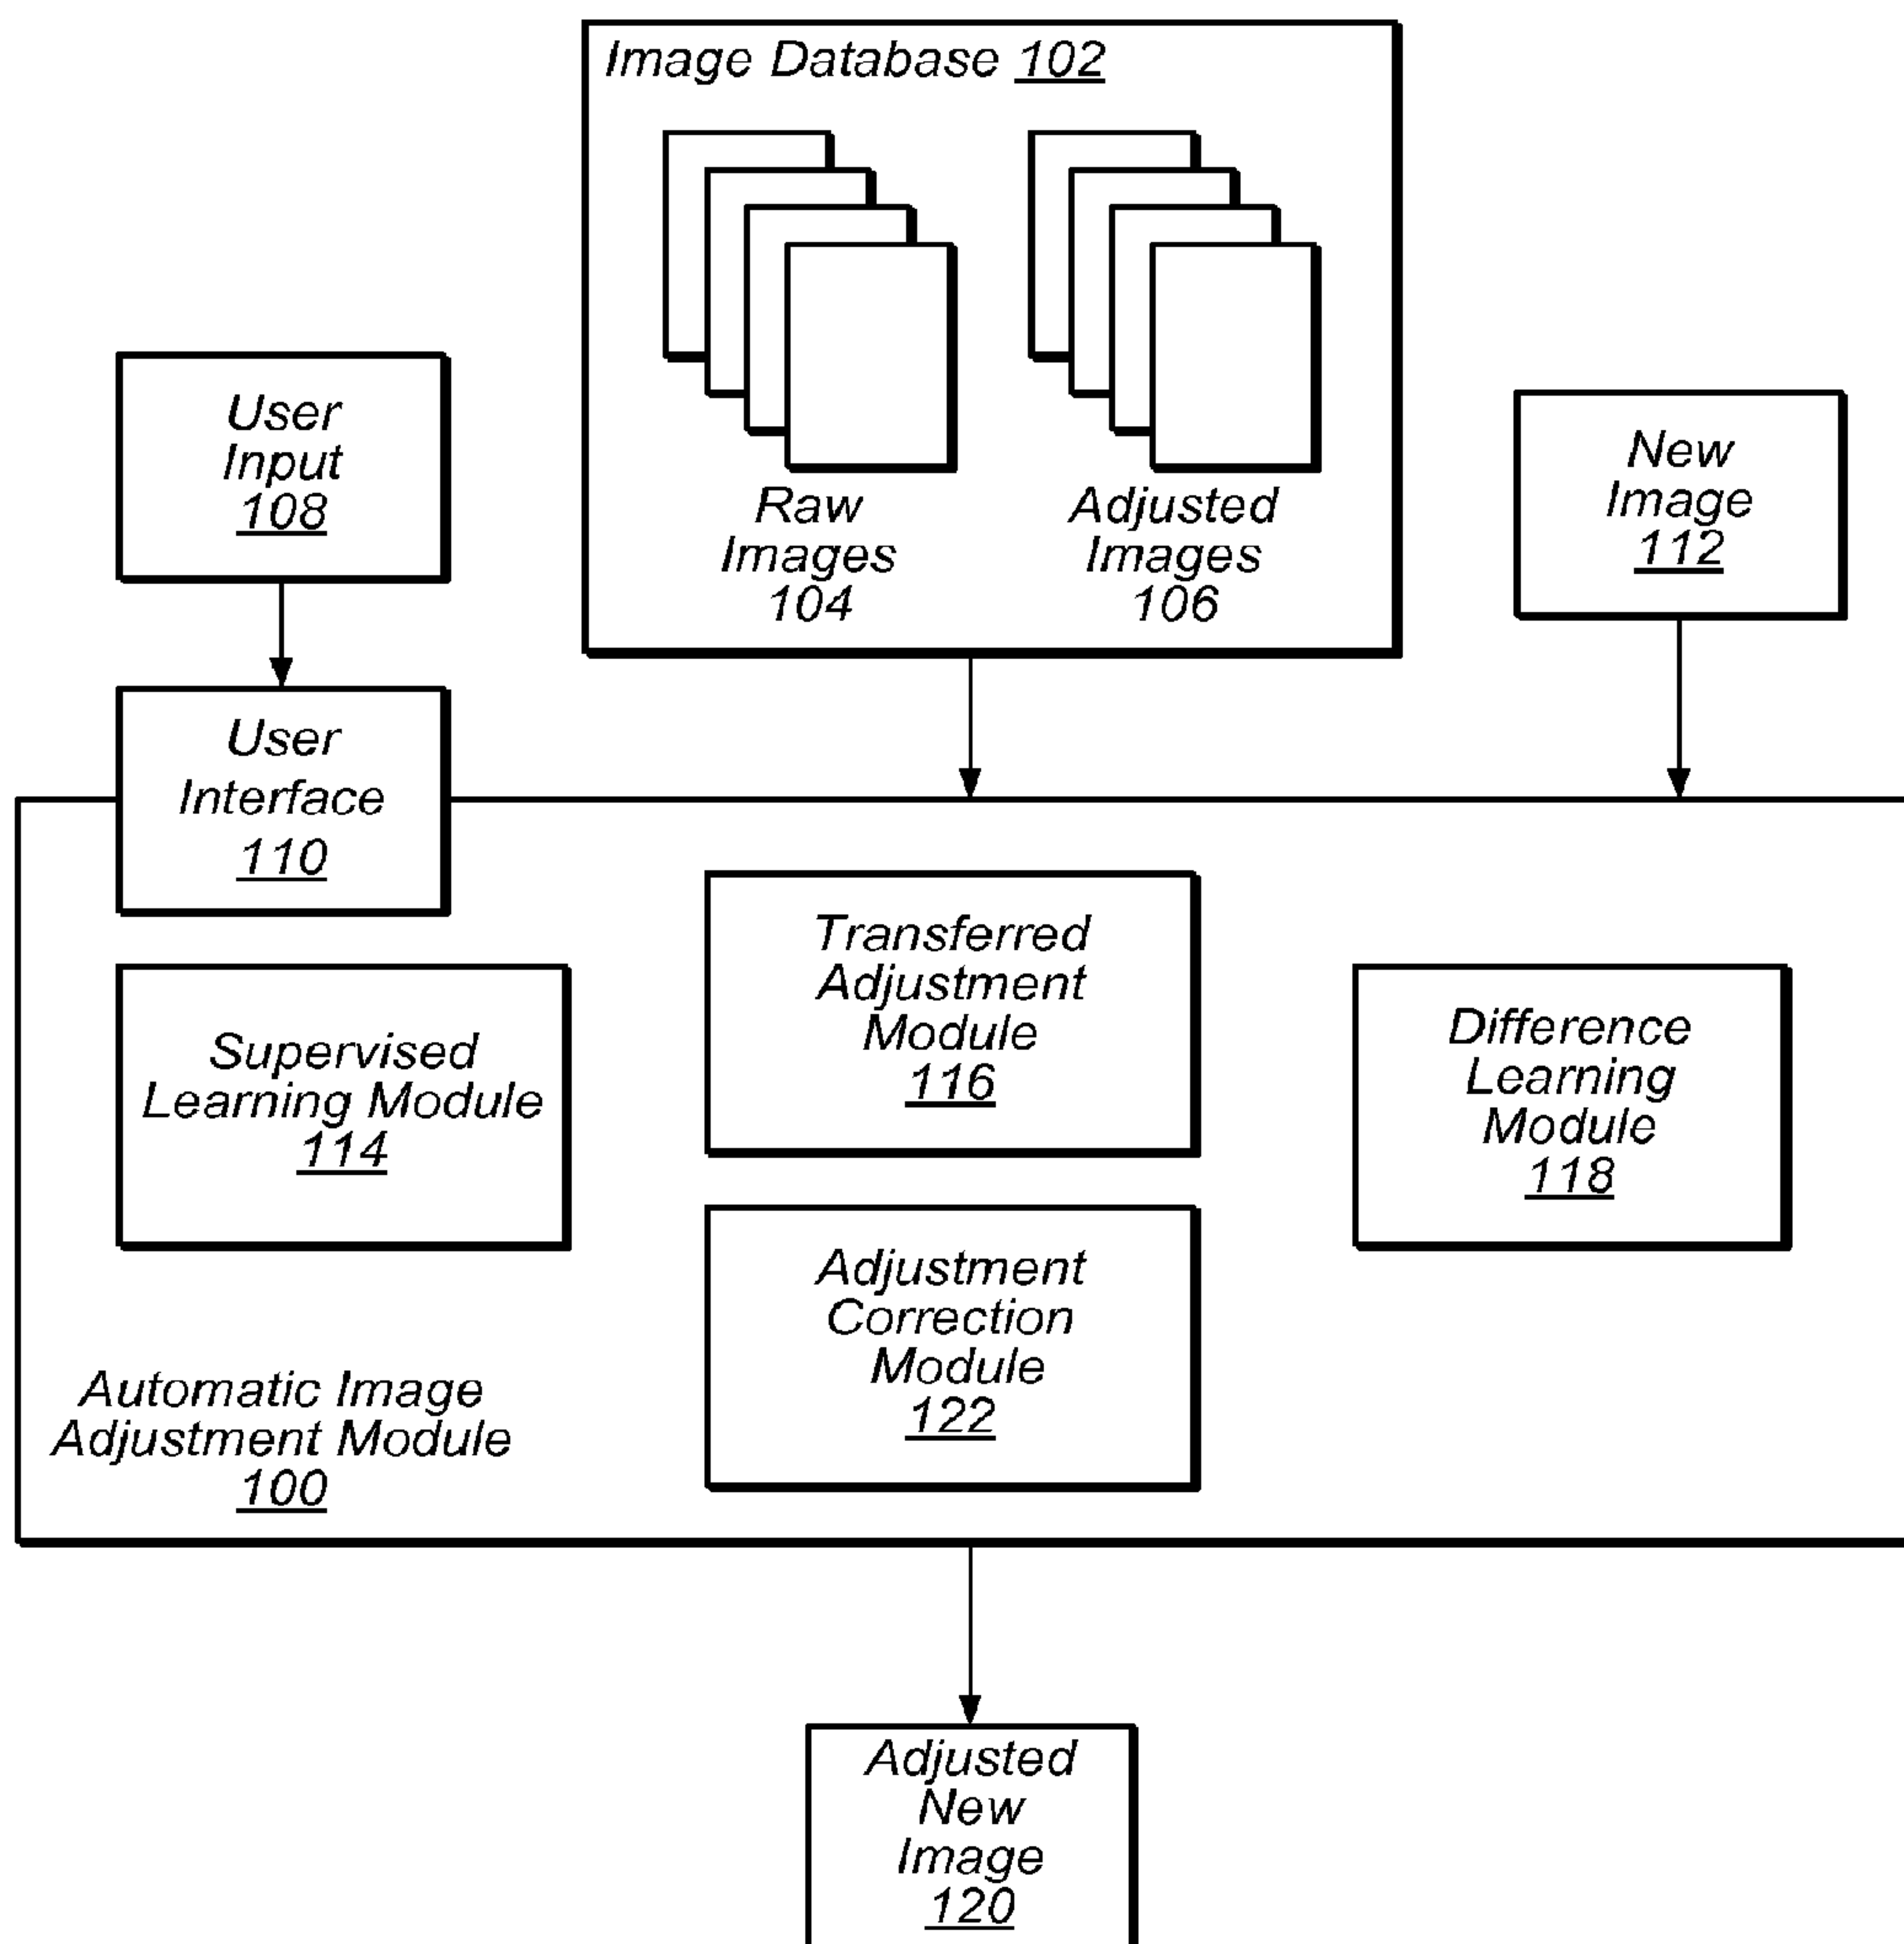 Image Database 102
Raw
Images
104
Adjusted
Images
106
User
Input
108
New
Image
112
User
Interface
110
Transferred
Adjustment
Module
116
Supervised
Learning Module
114
Difference
Learning
Module
118
Adjustment
Correction
Module
122
Automatic Image
Adjustment Module
100
Adjusted
New
Image
120